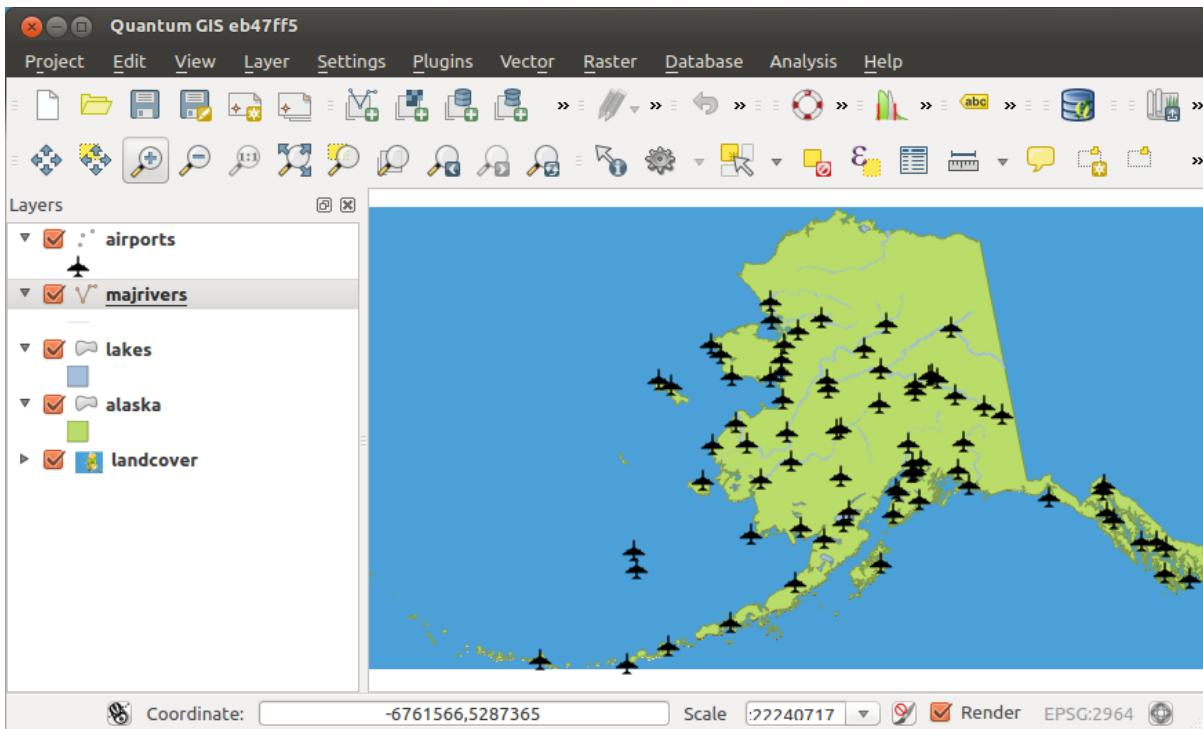 Quantum GIS eb47ff5
Project Edit View Layer Settings Plugins Vector Raster Database Analysis Help
abc
1:1
ε
Layers
airports
majrivers
lakes
alaska
landcover
Coordinate: -6761566,5287365 Scale :22240717 Render EPSG:2964